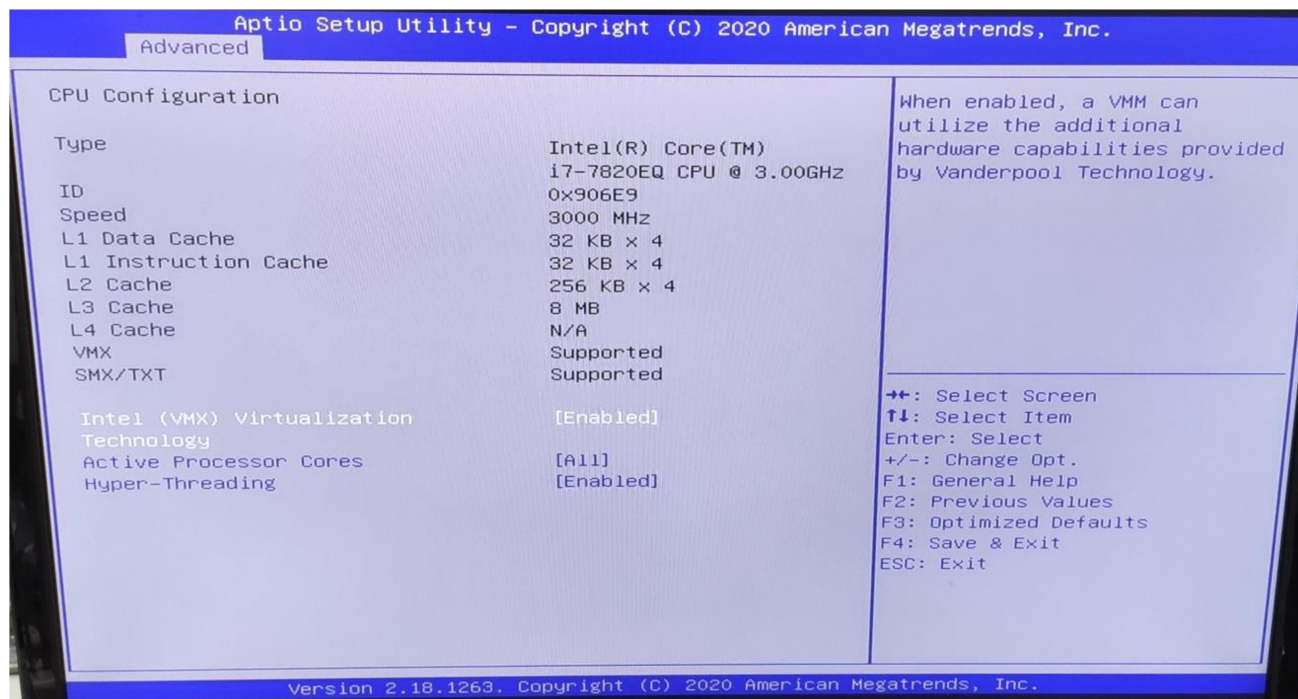 Aptio Setup Utility – Copyright (C) 2020 American Megatrends, Inc.
Advanced
CPU Configuration
Type Intel(R) Core(TM)
i7-7820EQ CPU @ 3.00GHz
ID 0x906E9
Speed 3000 MHz
L1 Data Cache 32 KB x 4
L1 Instruction Cache 32 KB x 4
L2 Cache 256 KB x 4
L3 Cache 8 MB
L4 Cache N/A
VMX Supported
SMX/TXT Supported
Intel (VMX) Virtualization [Enabled]
Technology
Active Processor Cores [All]
Hyper-Threading [Enabled]
When enabled, a VMM can
utilize the additional
hardware capabilities provided
by Vanderpool Technology.
→←: Select Screen
↑↓: Select Item
Enter: Select
+/-: Change Opt.
F1: General Help
F2: Previous Values
F3: Optimized Defaults
F4: Save & Exit
ESC: Exit
Version 2.18.1263. Copyright (C) 2020 American Megatrends, Inc.